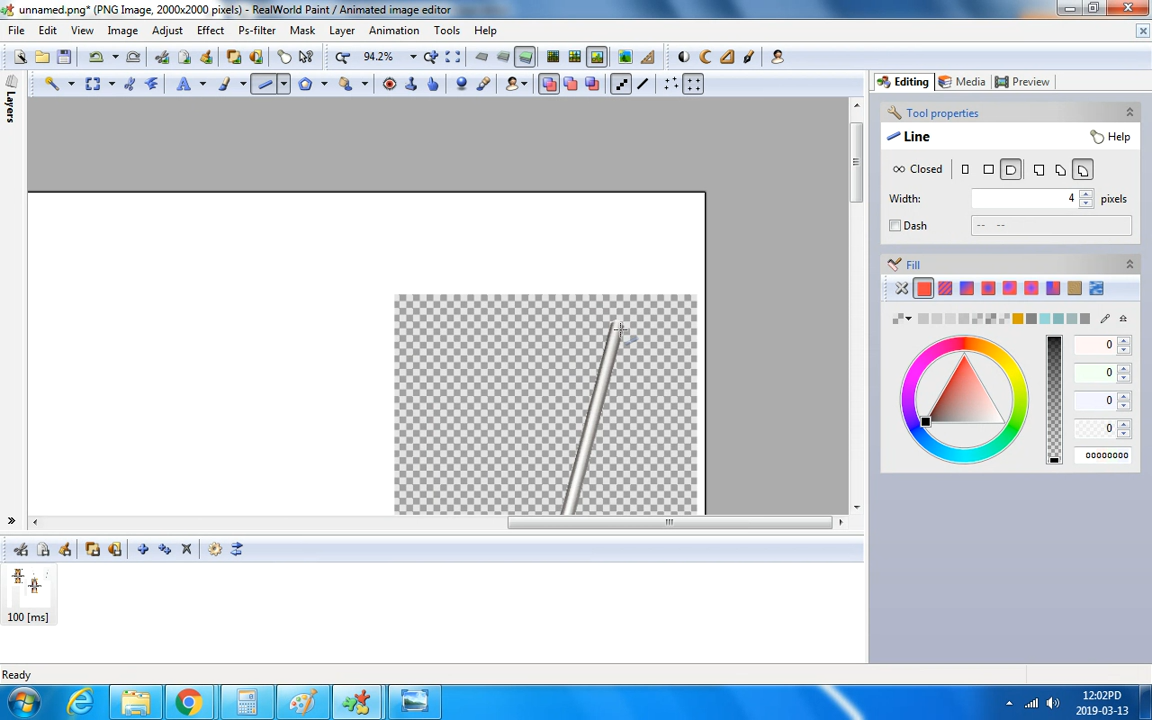 unnamed.png* (PNG Image, 2000x2000 pixels) - RealWorld Paint / Animated image editor
File Edit View Image Adjust Effect Ps-filter Mask Layer Animation Tools Help
94.2%
Layers
Editing Media Preview
Tool properties
Line Help
Closed
Width: 4 pixels
Dash -- --
Fill
0
0
0
0
00000000
100 [ms]
Ready
12:02PD
2019-03-13